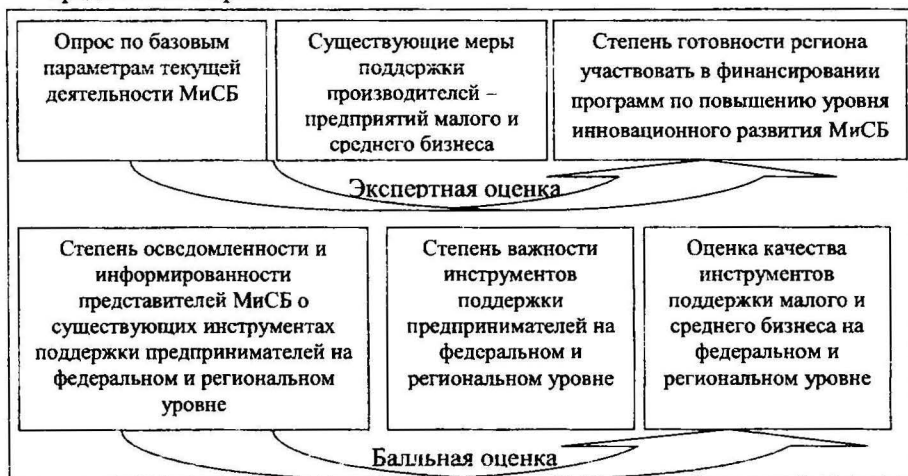 Опрос по базовым
параметрам текущей
деятельности МиСБ
Существующие меры
поддержки
производителей –
предприятий малого и
среднего бизнеса
Степень готовности региона
участвовать в финансировании
программ по повышению уровня
инновационного развития МиСБ
Экспертная оценка
Степень осведомленности и
информированности
представителей МиСБ о
существующих инструментах
поддержки предпринимателей на
федеральном и региональном
уровне
Степень важности
инструментов
поддержки
предпринимателей на
федеральном и
региональном уровне
Оценка качества
инструментов
поддержки малого и
среднего бизнеса на
федеральном и
региональном уровне
Балльная оценка